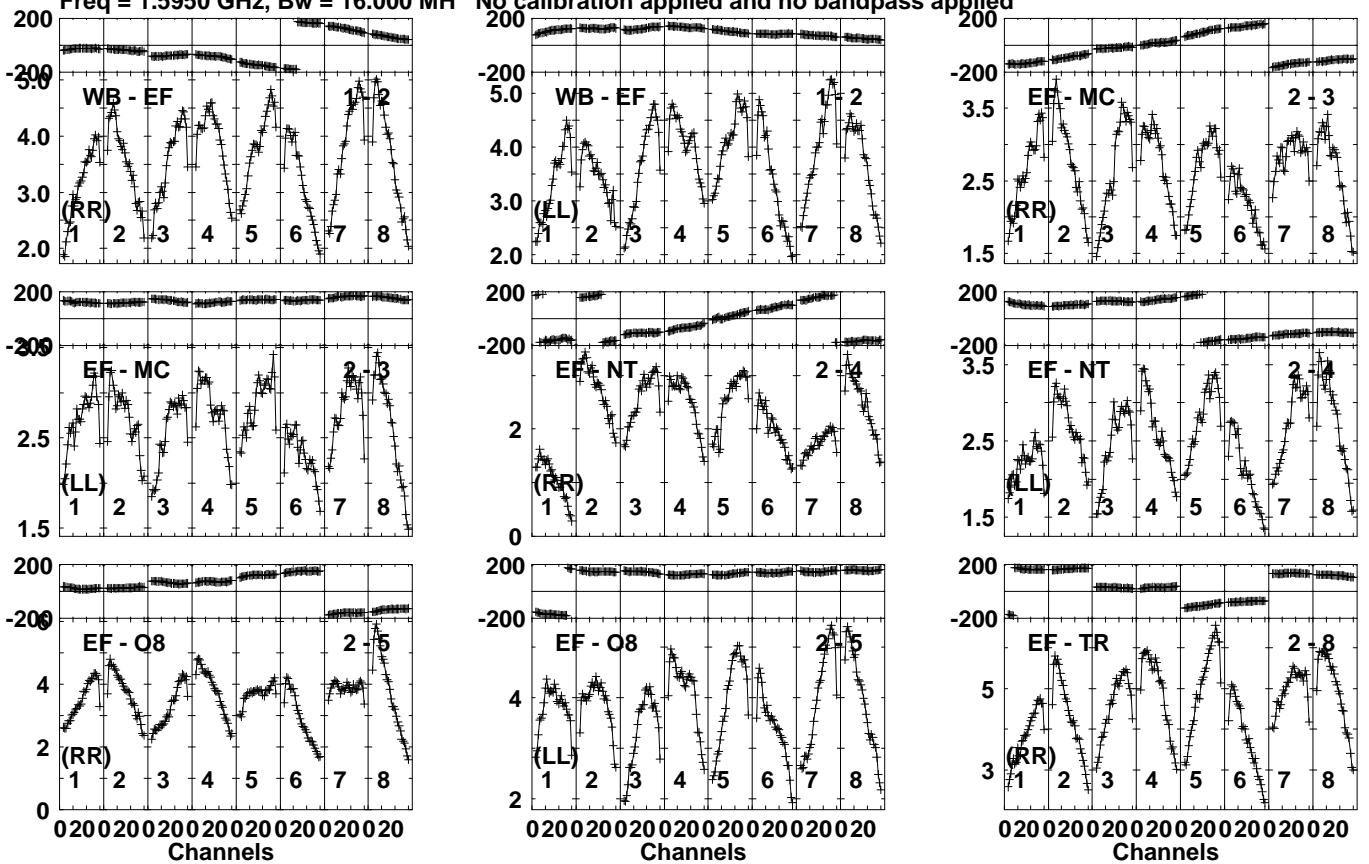 Freq = 1.5950 GHz, Bw = 16.000 MH No calibration applied and no bandpass applied
200 200 200
-200 -200 -200
5.0 WB - EF 1 - 2
4.0
3.0
(RR)
1 2 3 4 5 6 7 8
2.0
5.0 WB - EF 1 - 2
4.0
3.0
(LL)
1 2 3 4 5 6 7 8
2.0
EF - MC 2 - 3
3.5
2.5
(RR)
1 2 3 4 5 6 7 8
1.5
200 200 200
-200 -200 -200
3.5 EF - MC 2 - 3
2.5
(LL)
1 2 3 4 5 6 7 8
1.5
EF - NT 2 - 4
2
(RR)
1 2 3 4 5 6 7 8
0
3.5 EF - NT 2 - 4
2.5
(LL)
1 2 3 4 5 6 7 8
1.5
200 200 200
-200 -200 -200
6 EF - O8 2 - 5
4
2
(RR)
1 2 3 4 5 6 7 8
0
EF - O8 2 - 5
4
(LL)
1 2 3 4 5 6 7 8
2
EF - TR 2 - 8
5
3
(RR)
1 2 3 4 5 6 7 8
0 20 0 20 0 20 0 20 0 20 0 20 0 20 0 20
0 20 0 20 0 20 0 20 0 20 0 20 0 20 0 20
0 20 0 20 0 20 0 20 0 20 0 20 0 20 0 20
Channels Channels Channels